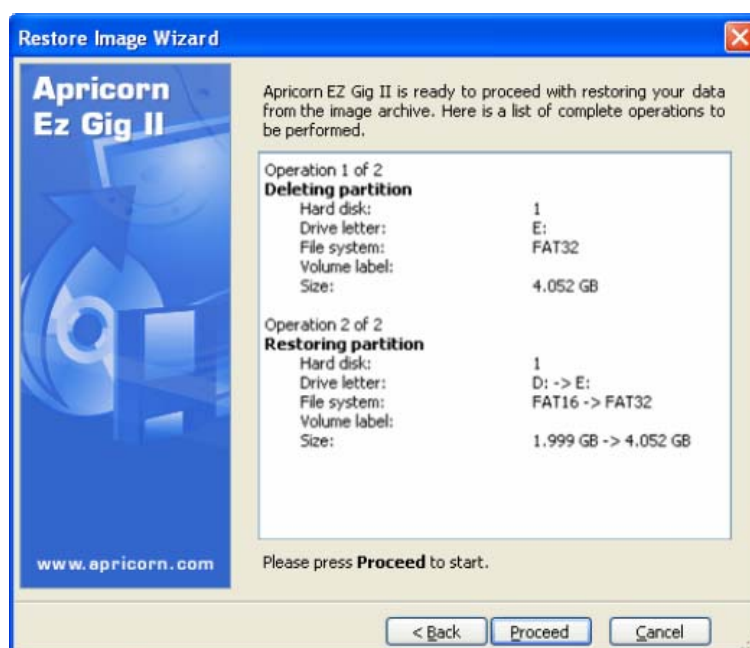 Restore Image Wizard
Apricorn
Ez Gig II
Apricorn EZ Gig II is ready to proceed with restoring your data
from the image archive. Here is a list of complete operations to
be performed.
Operation 1 of 2
Deleting partition
Hard disk: 1
Drive letter: E:
File system: FAT32
Volume label:
Size: 4.052 GB
Operation 2 of 2
Restoring partition
Hard disk: 1
Drive letter: D: -> E:
File system: FAT16 -> FAT32
Volume label:
Size: 1.999 GB -> 4.052 GB
www.apricorn.com
Please press Proceed to start.
< Back Proceed Cancel